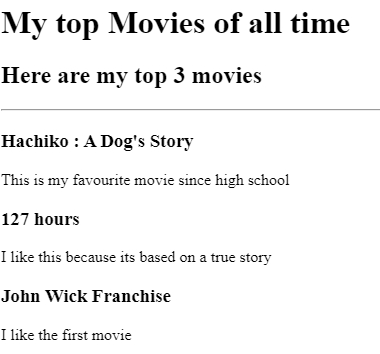 My top Movies of all time
Here are my top 3 movies
Hachiko : A Dog's Story
This is my favourite movie since high school
127 hours
I like this because its based on a true story
John Wick Franchise
I like the first movie